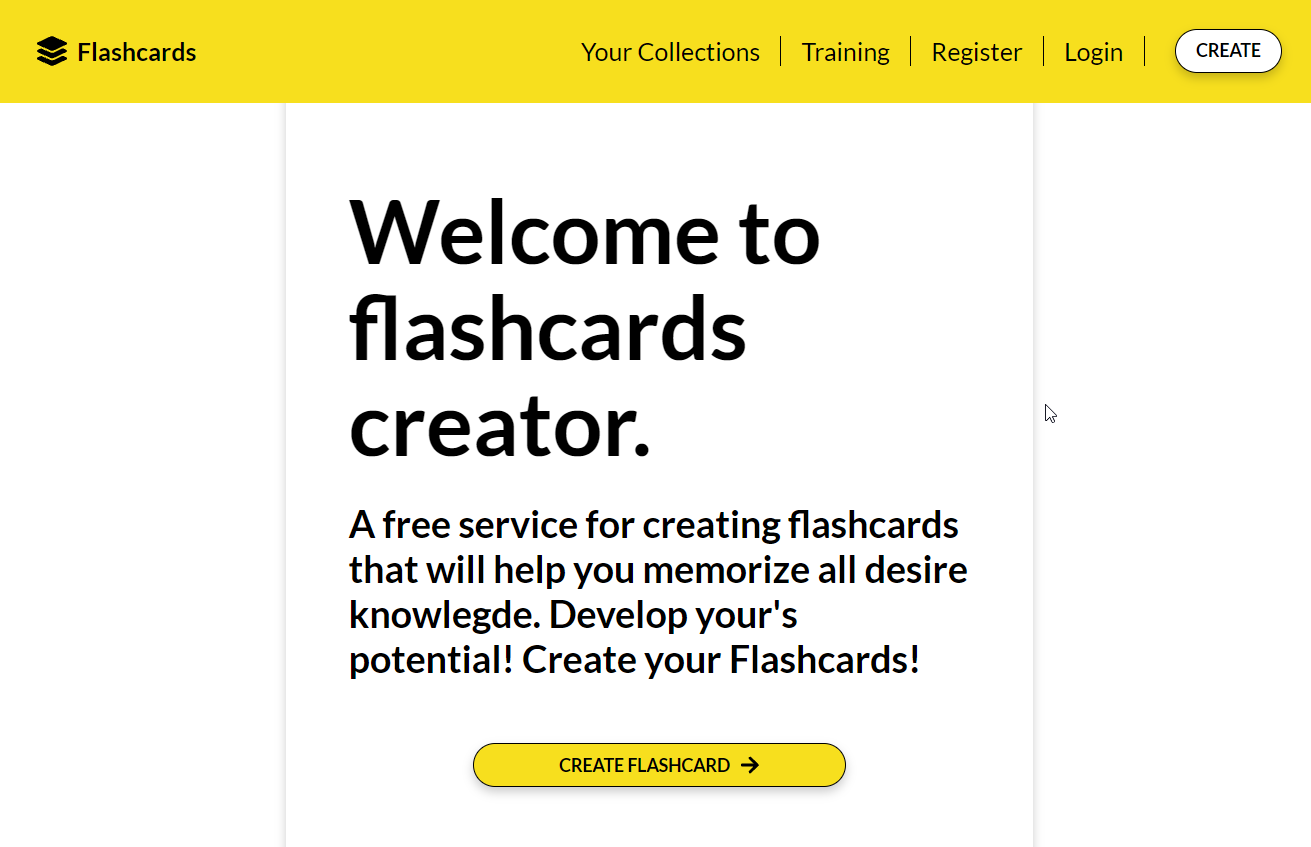 Flashcards
Your Collections
Training
Register
Login
CREATE
Welcome to
flashcards
creator.
A free service for creating flashcards
that will help you memorize all desire
knowlegde. Develop your's
potential! Create your Flashcards!
CREATE FLASHCARD